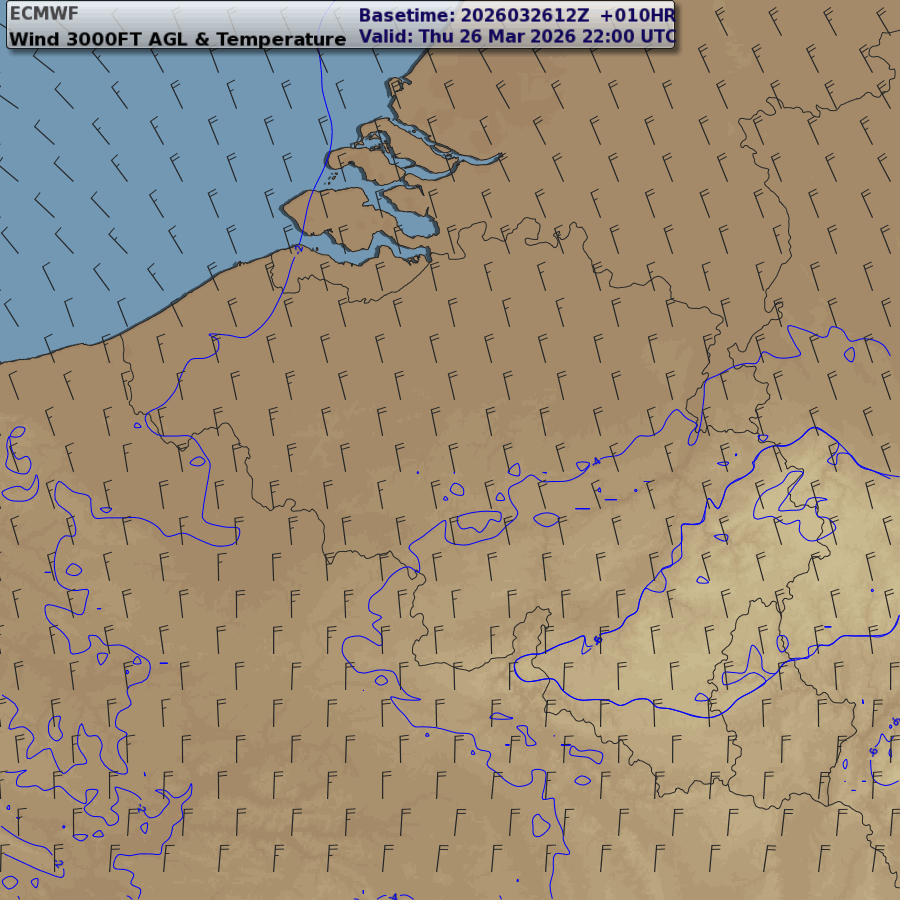 ECMWF
Basetime: 2026032612Z +010HR
Wind 3000FT AGL & Temperature
Valid: Thu 26 Mar 2026 22:00 UTC